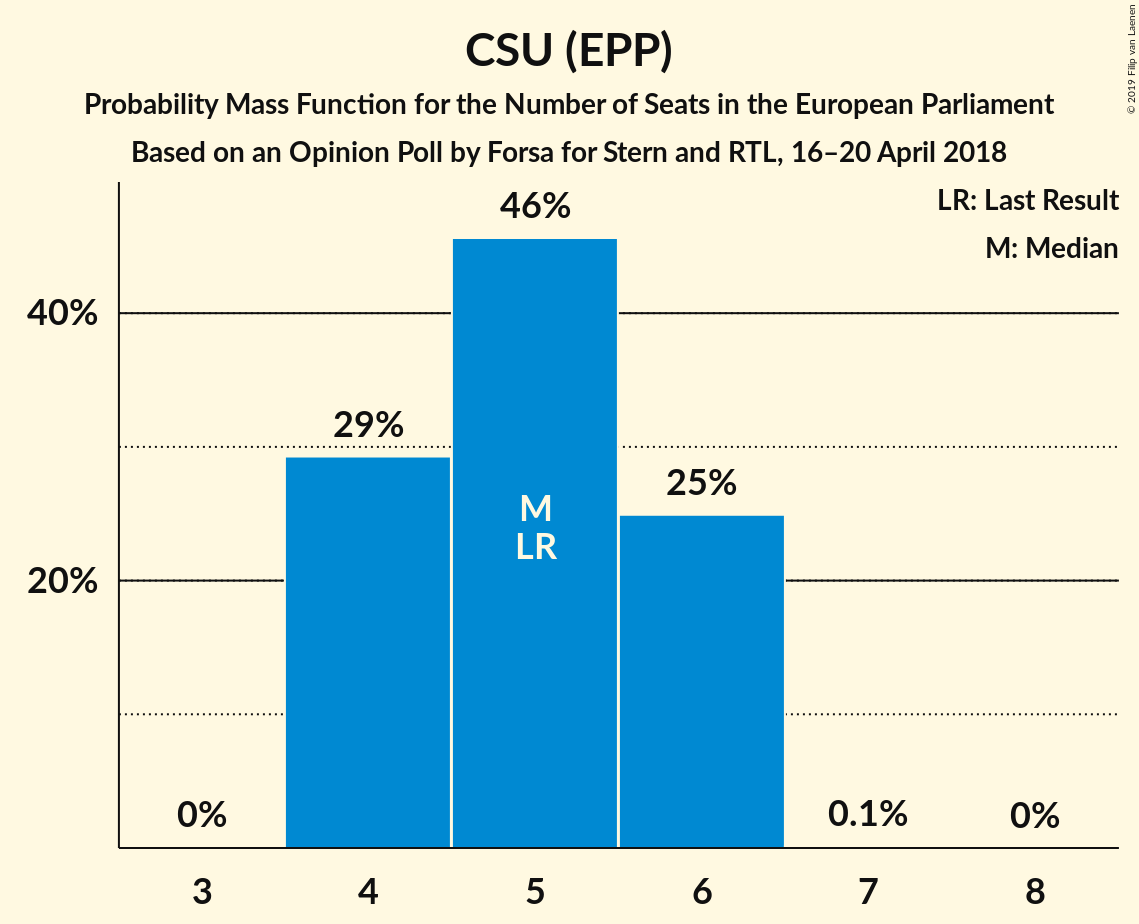 CSU (EPP)
Probability Mass Function for the Number of Seats in the European Parliament
Based on an Opinion Poll by Forsa for Stern and RTL, 16–20 April 2018
© 2019 Filip van Laenen
LR: Last Result
M: Median
46%
40%
29%
25%
M
LR
20%
0%
0.1%
0%
3 4 5 6 7 8